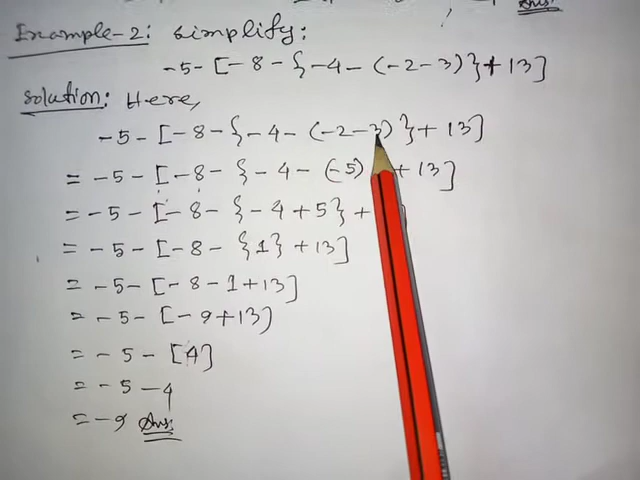 Ans:
Example-2: Simplify:
-5-[-8-{-4-(-2-3)}+13]
Solution: Here,
-5-[-8-{-4-(-2-3)}+13]
= -5-[-8-{-4-(-5) +13]
= -5-[-8-{-4+5}+
= -5-[-8-{1}+13]
= -5-[-8-1+13]
= -5-[-9+13]
= -5-[4]
= -5-4
= -9 Ans: